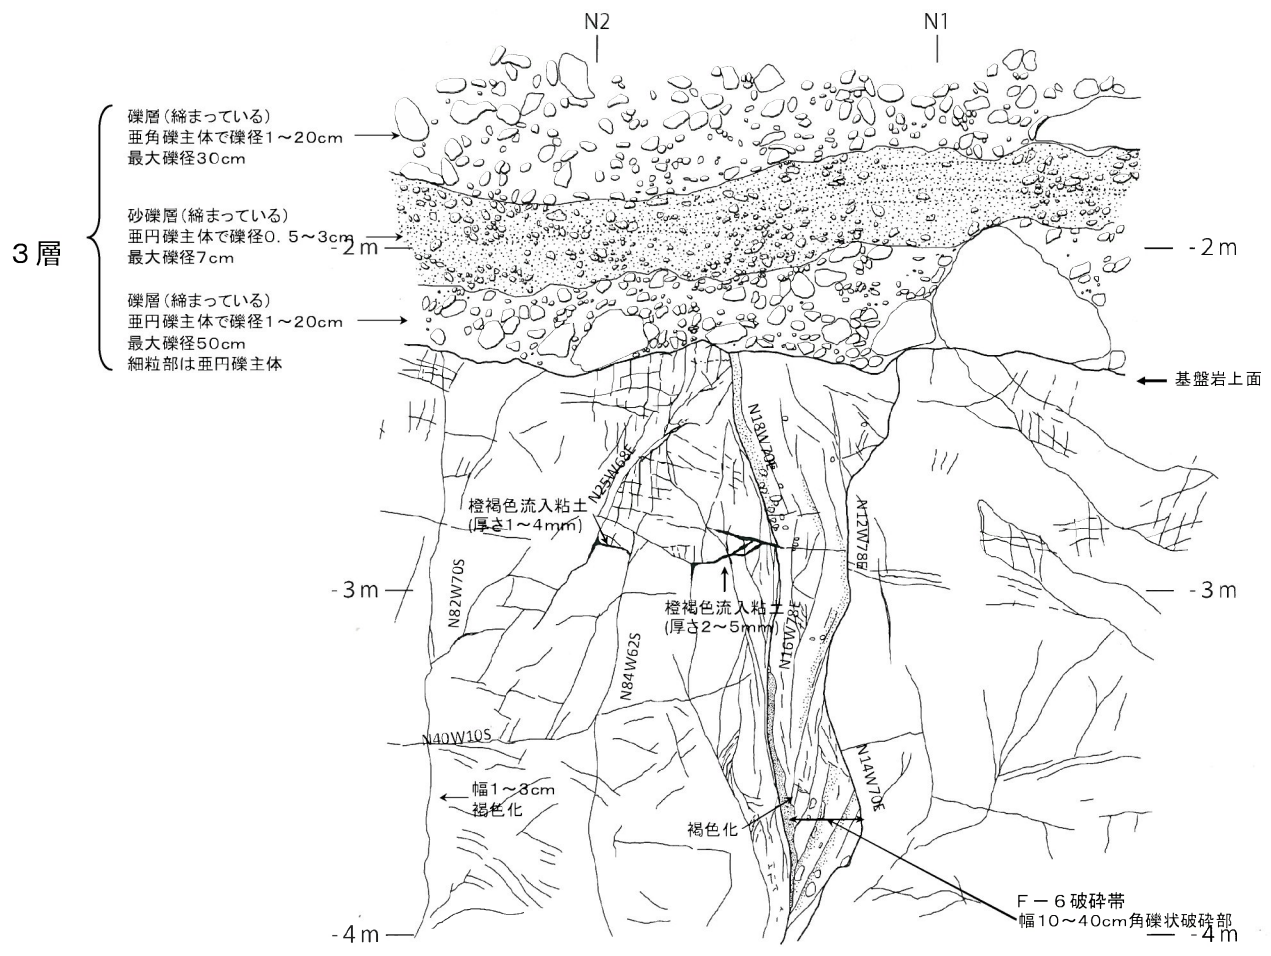 N2
N1
礫層(締まっている)
亜角礫主体で礫径1～20cm
最大礫径30cm
砂礫層(締まっている)
亜円礫主体で礫径0.5～3cm
最大礫径7cm
3層
-2m
-2m
礫層(締まっている)
亜円礫主体で礫径1～20cm
最大礫径50cm
細粒部は亜円礫主体
基盤岩上面
N18W70E
N25W68E
橙褐色流入粘土
(厚さ1～4mm)
N12W78E
N82W70S
-3m
-3m
橙褐色流入粘土
(厚さ2～5mm)
N16W78E
N84W62S
N40W10S
N14W70E
幅1～3cm
褐色化
褐色化
F－6破砕帯
幅10～40cm角礫状破砕部
-4m
-4m